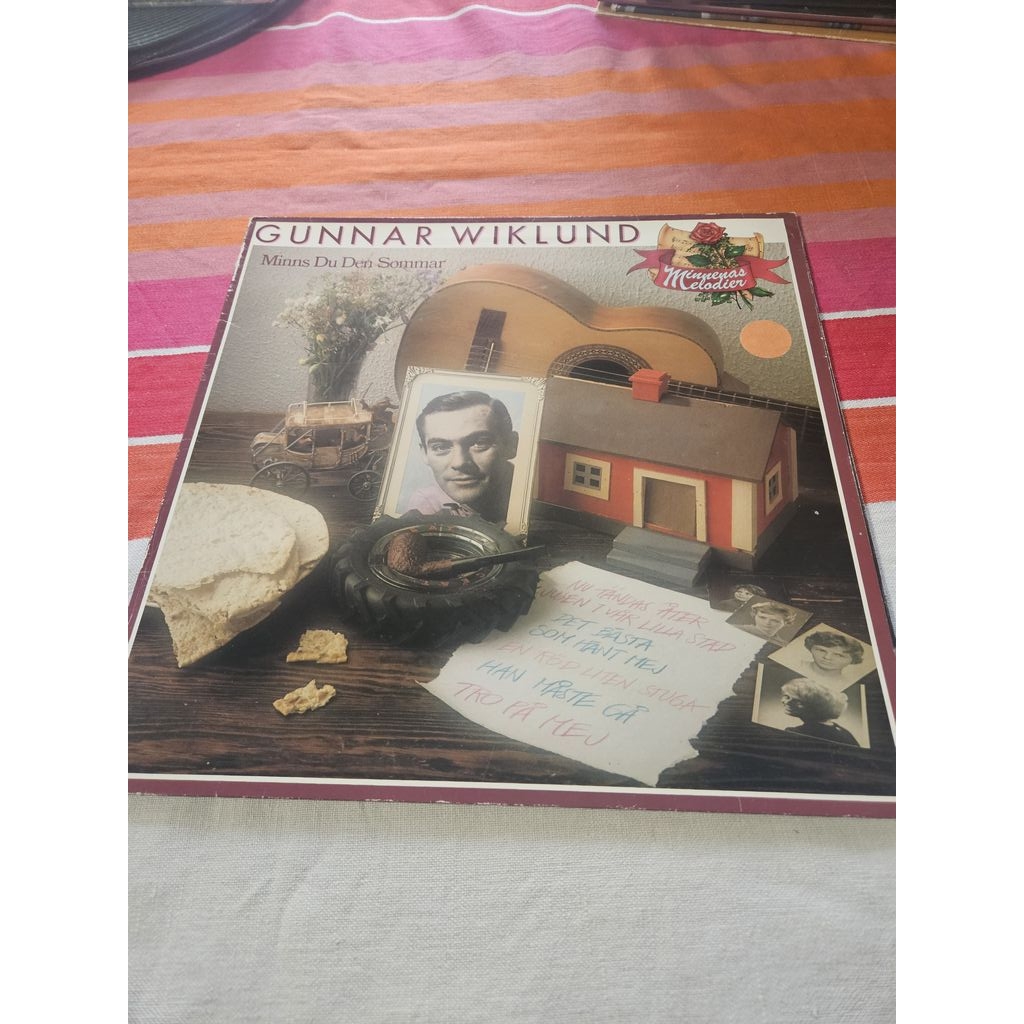 GUNNAR WIKLUND
Minns Du Den Sommar
Minnenas
Melodier
NU TÄNDAS ÅTER
LJUSEN I VÅR LILLA STAD
DET BÄSTA
SOM HÄNT MEJ
EN RÖD LITEN STUGA
HAN MÅSTE GÅ
TRO PÅ MEJ